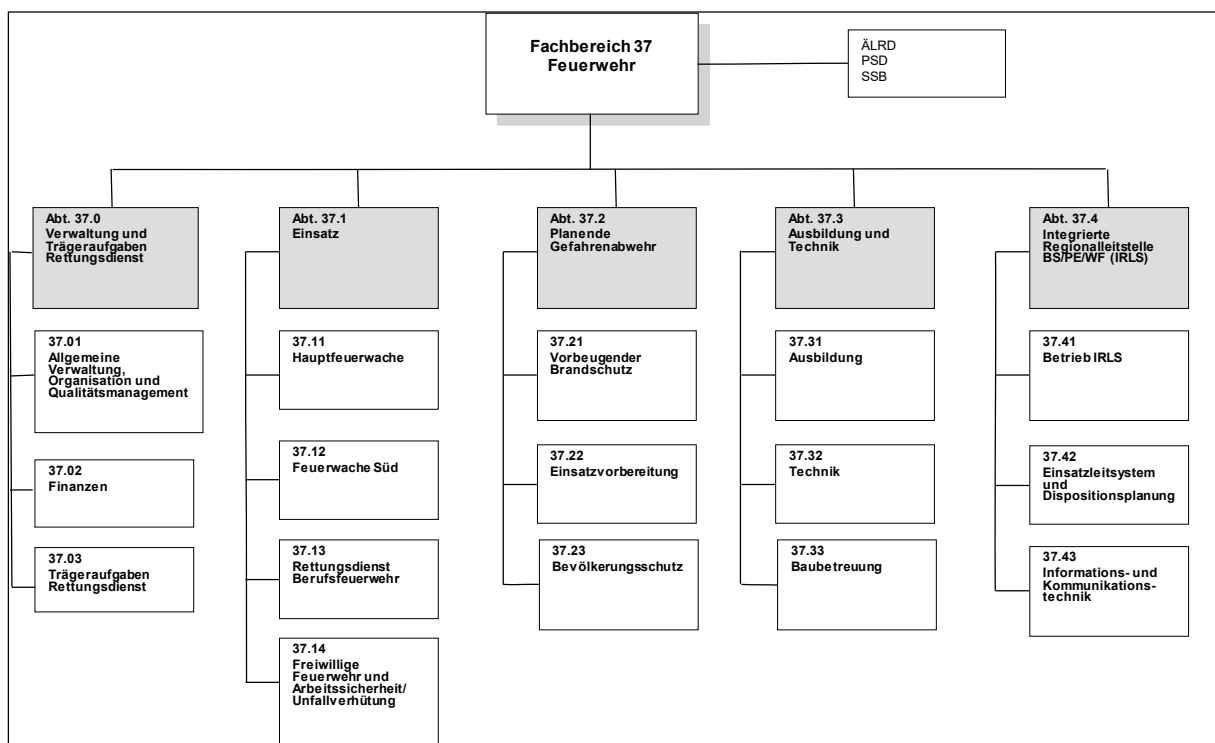 Fachbereich 37
Feuerwehr
ÄLRD
PSD
SSB
Abt. 37.0
Verwaltung und
Trägeraufgaben
Rettungsdienst
37.01
Allgemeine
Verwaltung,
Organisation und
Qualitätsmanagement
37.02
Finanzen
37.03
Trägeraufgaben
Rettungsdienst
Abt. 37.1
Einsatz
37.11
Hauptfeuerwache
37.12
Feuerwache Süd
37.13
Rettungsdienst
Berufsfeuerwehr
37.14
Freiwillige
Feuerwehr und
Arbeitssicherheit/
Unfallverhütung
Abt. 37.2
Planende
Gefahrenabwehr
37.21
Vorbeugender
Brandschutz
37.22
Einsatzvorbereitung
37.23
Bevölkerungsschutz
Abt. 37.3
Ausbildung und
Technik
37.31
Ausbildung
37.32
Technik
37.33
Baubetreuung
Abt. 37.4
Integrierte
Regionalleitstelle
BS/PE/WF (IRLS)
37.41
Betrieb IRLS
37.42
Einsatzleitsystem
und
Dispositionsplanung
37.43
Informations- und
Kommunikations-
technik